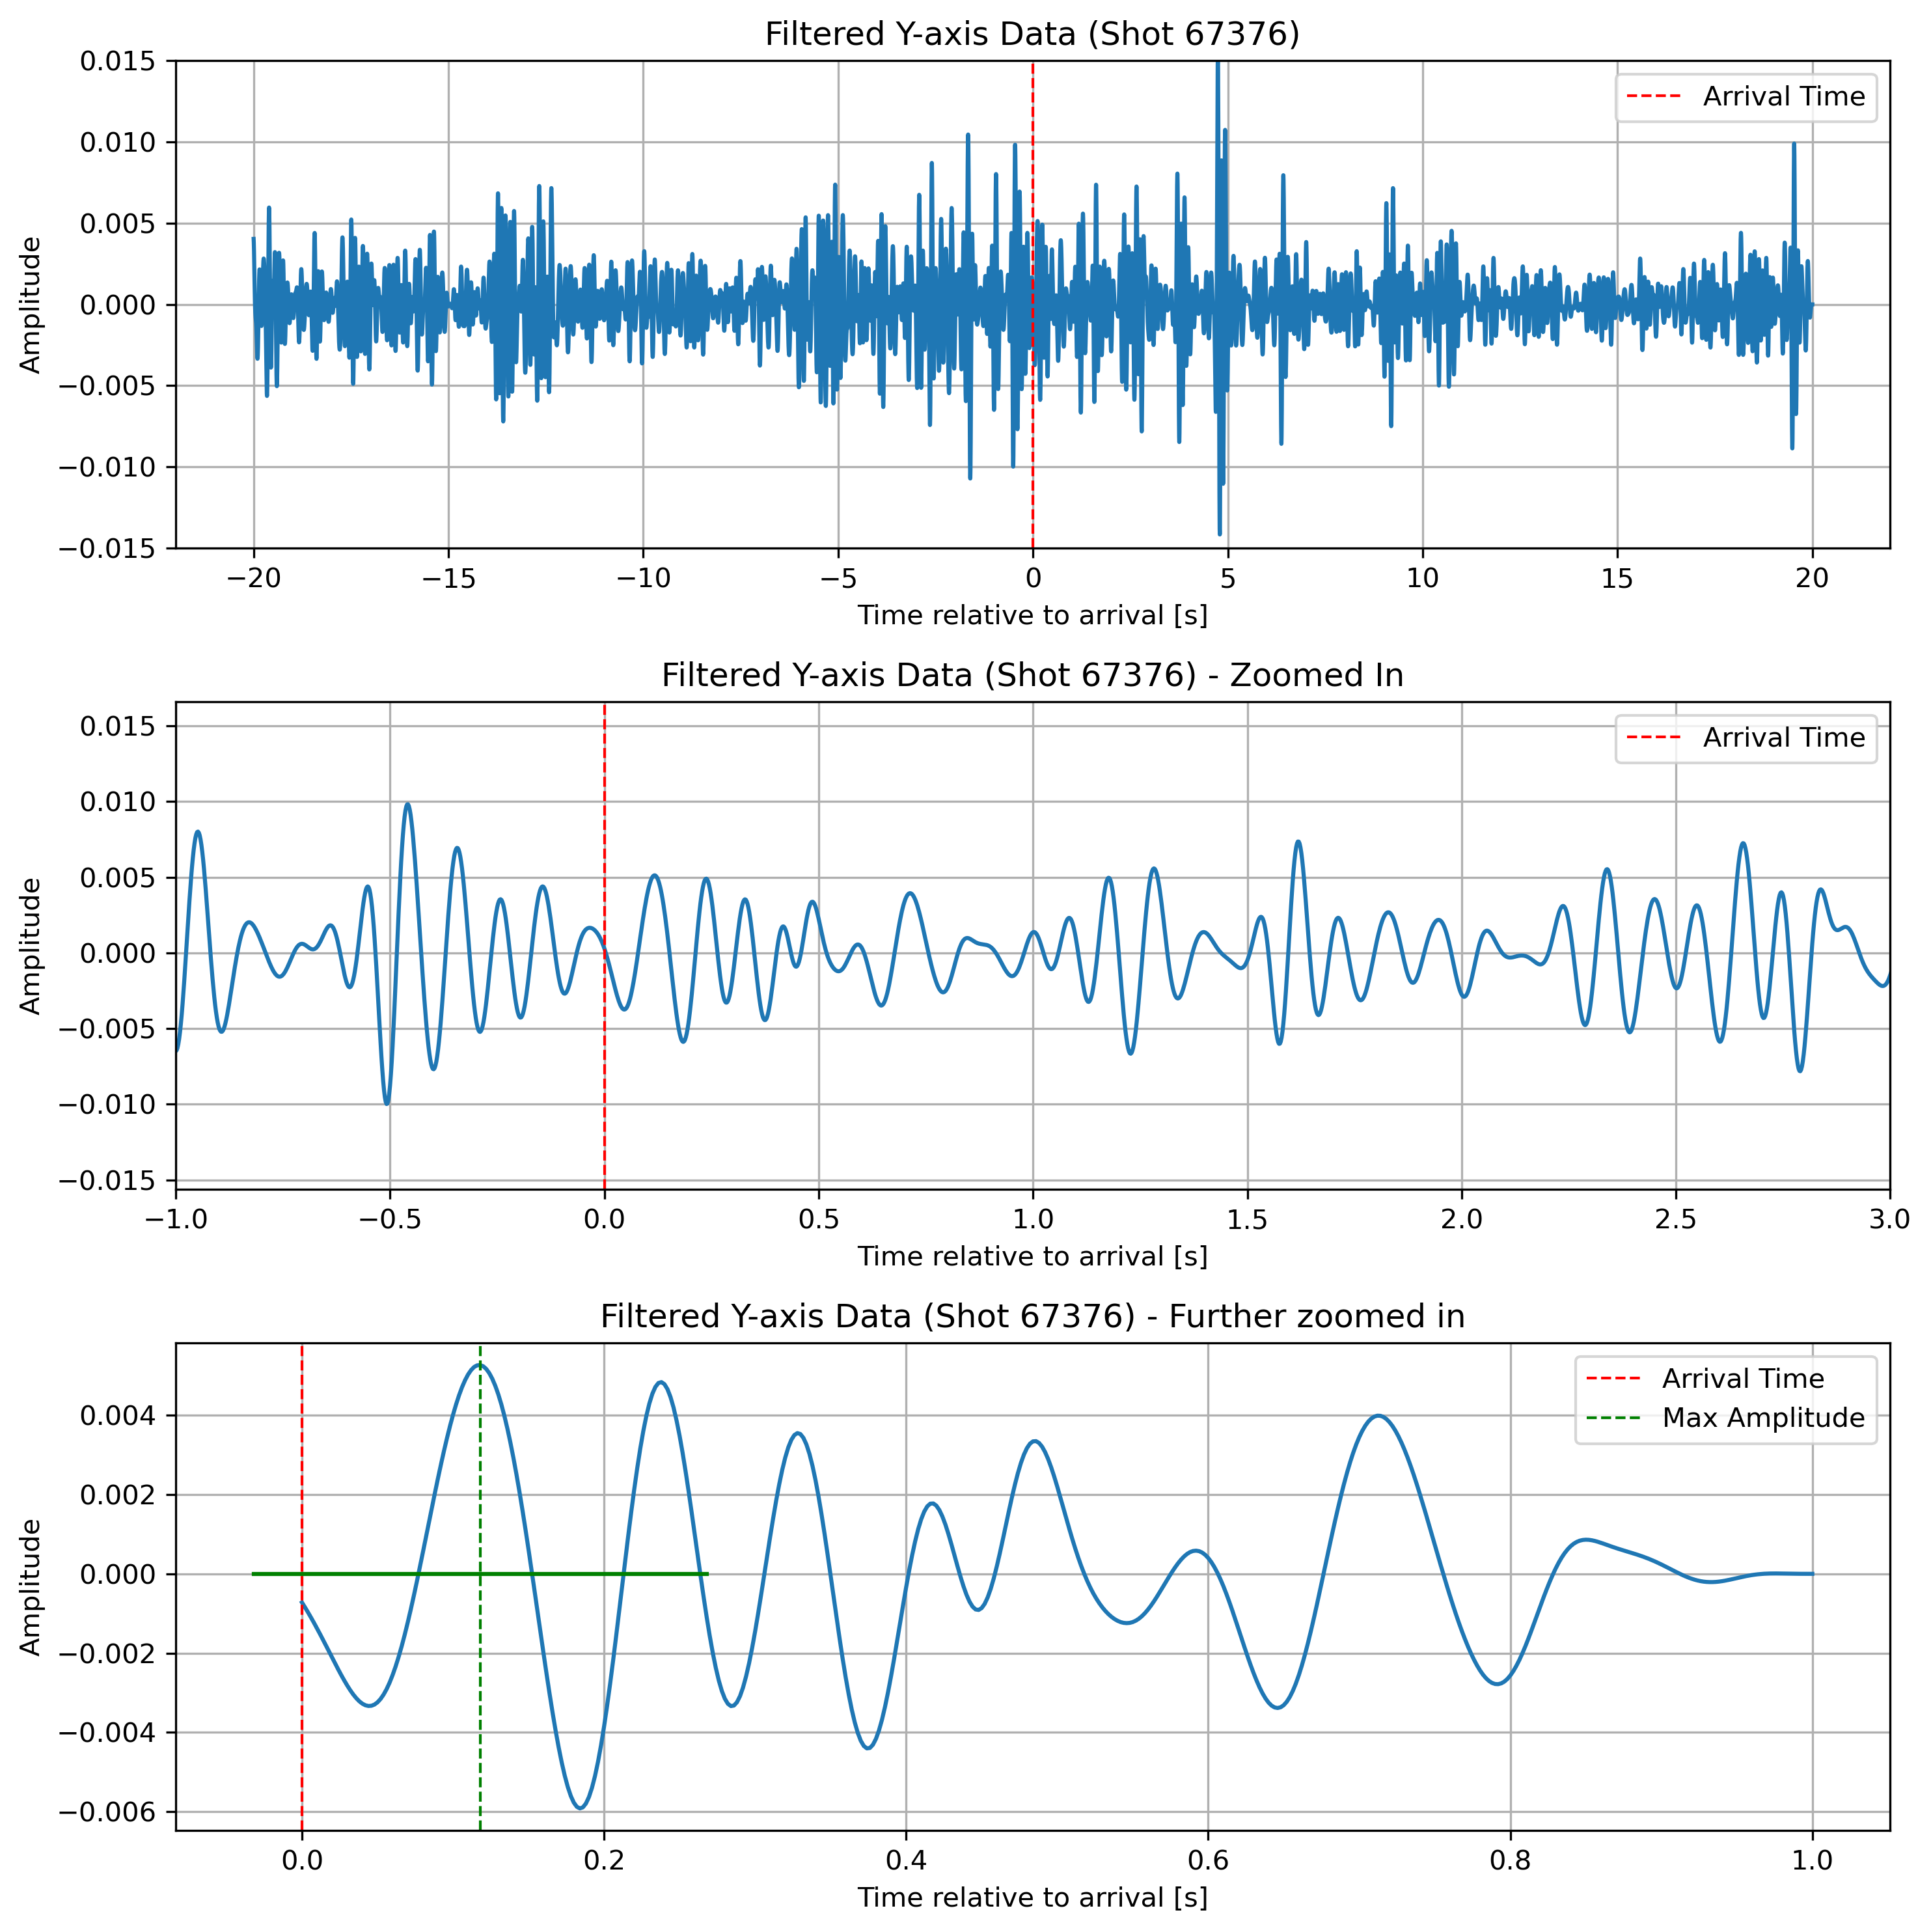 Filtered Y-axis Data (Shot 67376)
0.015
0.010
0.005
0.000
−0.005
−0.010
−0.015
Amplitude
Arrival Time
−20 −15 −10 −5 0 5 10 15 20
Time relative to arrival [s]
Filtered Y-axis Data (Shot 67376) - Zoomed In
0.015
0.010
0.005
0.000
−0.005
−0.010
−0.015
Amplitude
Arrival Time
−1.0 −0.5 0.0 0.5 1.0 1.5 2.0 2.5 3.0
Time relative to arrival [s]
Filtered Y-axis Data (Shot 67376) - Further zoomed in
0.004
0.002
0.000
−0.002
−0.004
−0.006
Amplitude
Arrival Time
Max Amplitude
0.0 0.2 0.4 0.6 0.8 1.0
Time relative to arrival [s]